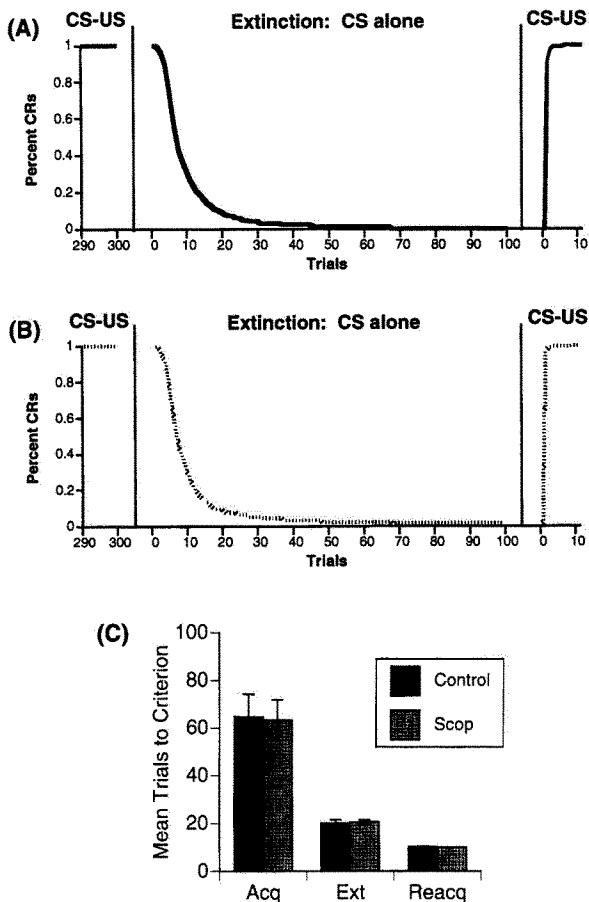 (A)
CS-US Extinction: CS alone CS-US
Percent CRs
1
0.8
0.6
0.4
0.2
0
290 300 0 10 20 30 40 50 60 70 80 90 100 0 10
Trials
(B)
CS-US Extinction: CS alone CS-US
Percent CRs
1
0.8
0.6
0.4
0.2
0
290 300 0 10 20 30 40 50 60 70 80 90 100 0 10
Trials
(C)
Mean Trials to Criterion
100
80
60
40
20
0
Control
Scop
Acq Ext Reacq